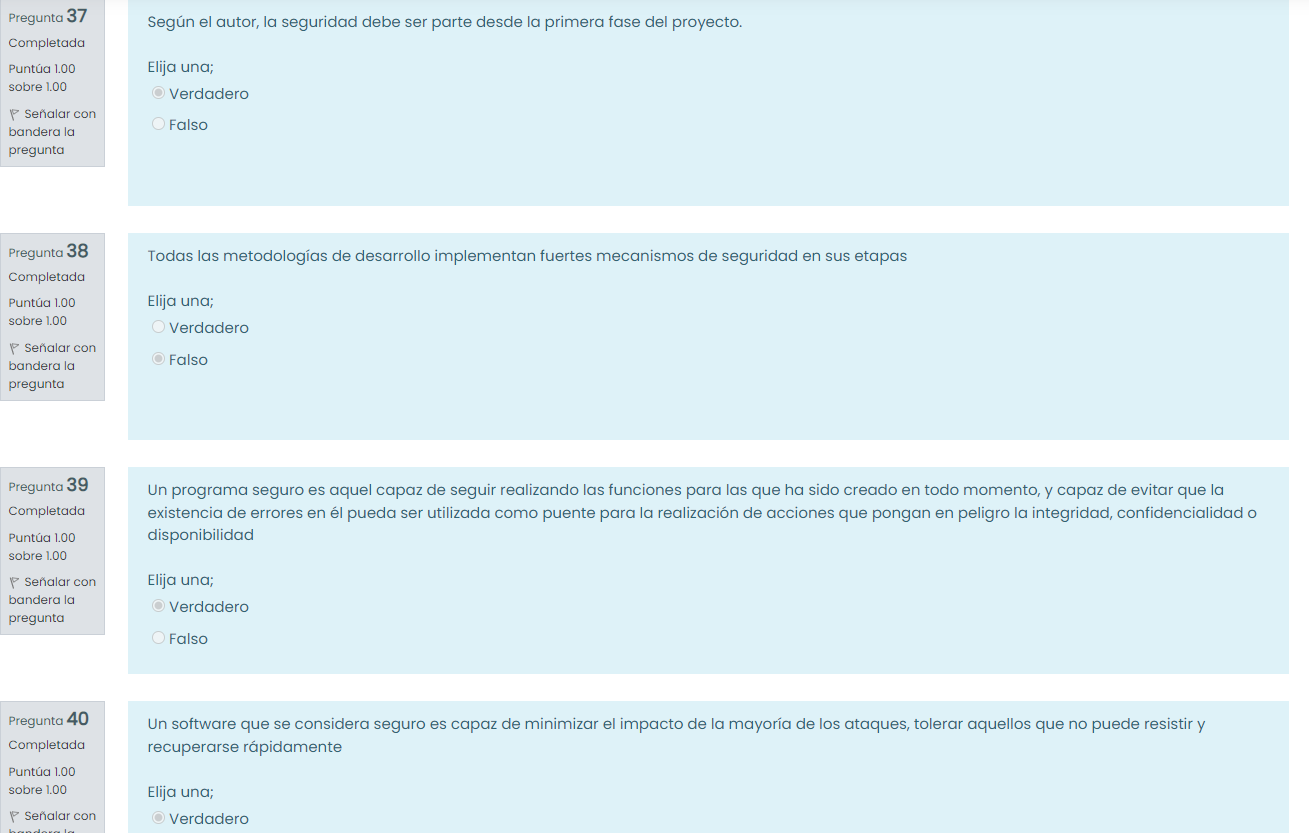 Pregunta 37
Completada
Puntúa 1.00
sobre 1.00
Señalar con
bandera la
pregunta
Según el autor, la seguridad debe ser parte desde la primera fase del proyecto.
Elija una;
Verdadero
Falso
Pregunta 38
Completada
Puntúa 1.00
sobre 1.00
Señalar con
bandera la
pregunta
Todas las metodologías de desarrollo implementan fuertes mecanismos de seguridad en sus etapas
Elija una;
Verdadero
Falso
Pregunta 39
Completada
Puntúa 1.00
sobre 1.00
Señalar con
bandera la
pregunta
Un programa seguro es aquel capaz de seguir realizando las funciones para las que ha sido creado en todo momento, y capaz de evitar que la
existencia de errores en él pueda ser utilizada como puente para la realización de acciones que pongan en peligro la integridad, confidencialidad o
disponibilidad
Elija una;
Verdadero
Falso
Pregunta 40
Completada
Puntúa 1.00
sobre 1.00
Señalar con
bandera la
Un software que se considera seguro es capaz de minimizar el impacto de la mayoría de los ataques, tolerar aquellos que no puede resistir y
recuperarse rápidamente
Elija una;
Verdadero